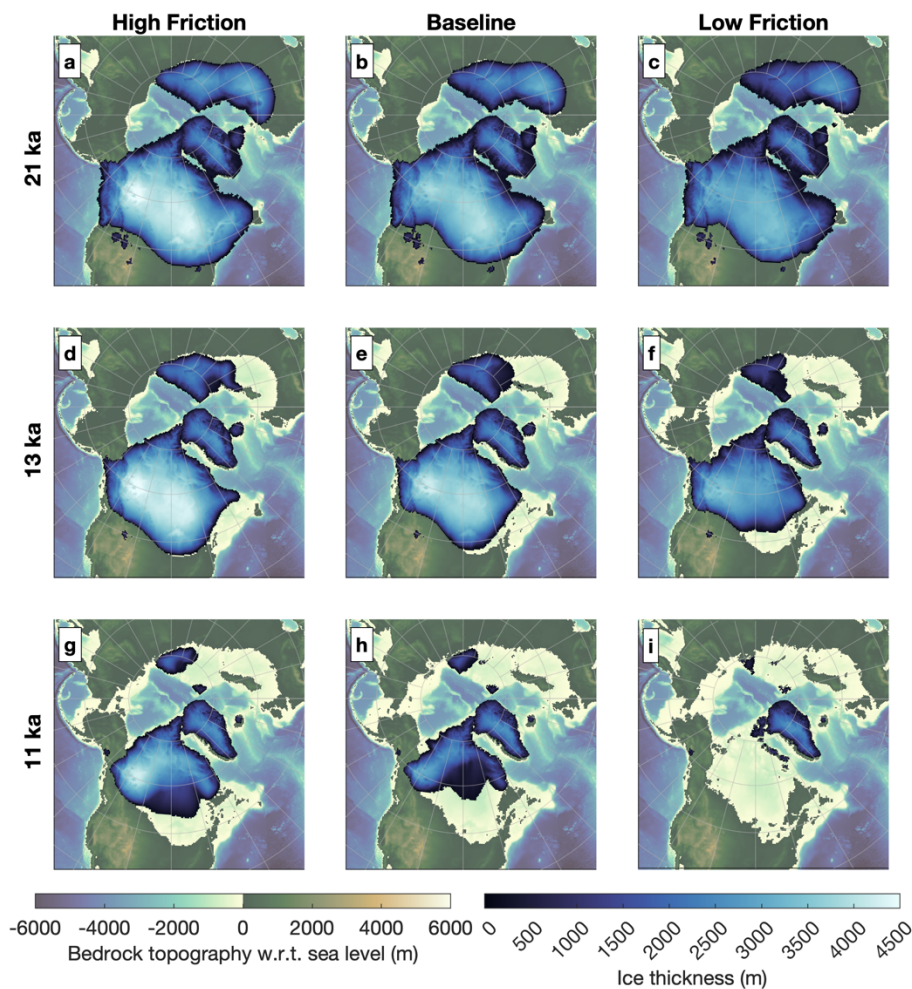 High Friction Baseline Low Friction
21 ka
a b c
13 ka
d e f
11 ka
g h i
-6000 -4000 -2000 0 2000 4000 6000
Bedrock topography w.r.t. sea level (m)
0 500 1000 1500 2000 2500 3000 3500 4000 4500
Ice thickness (m)